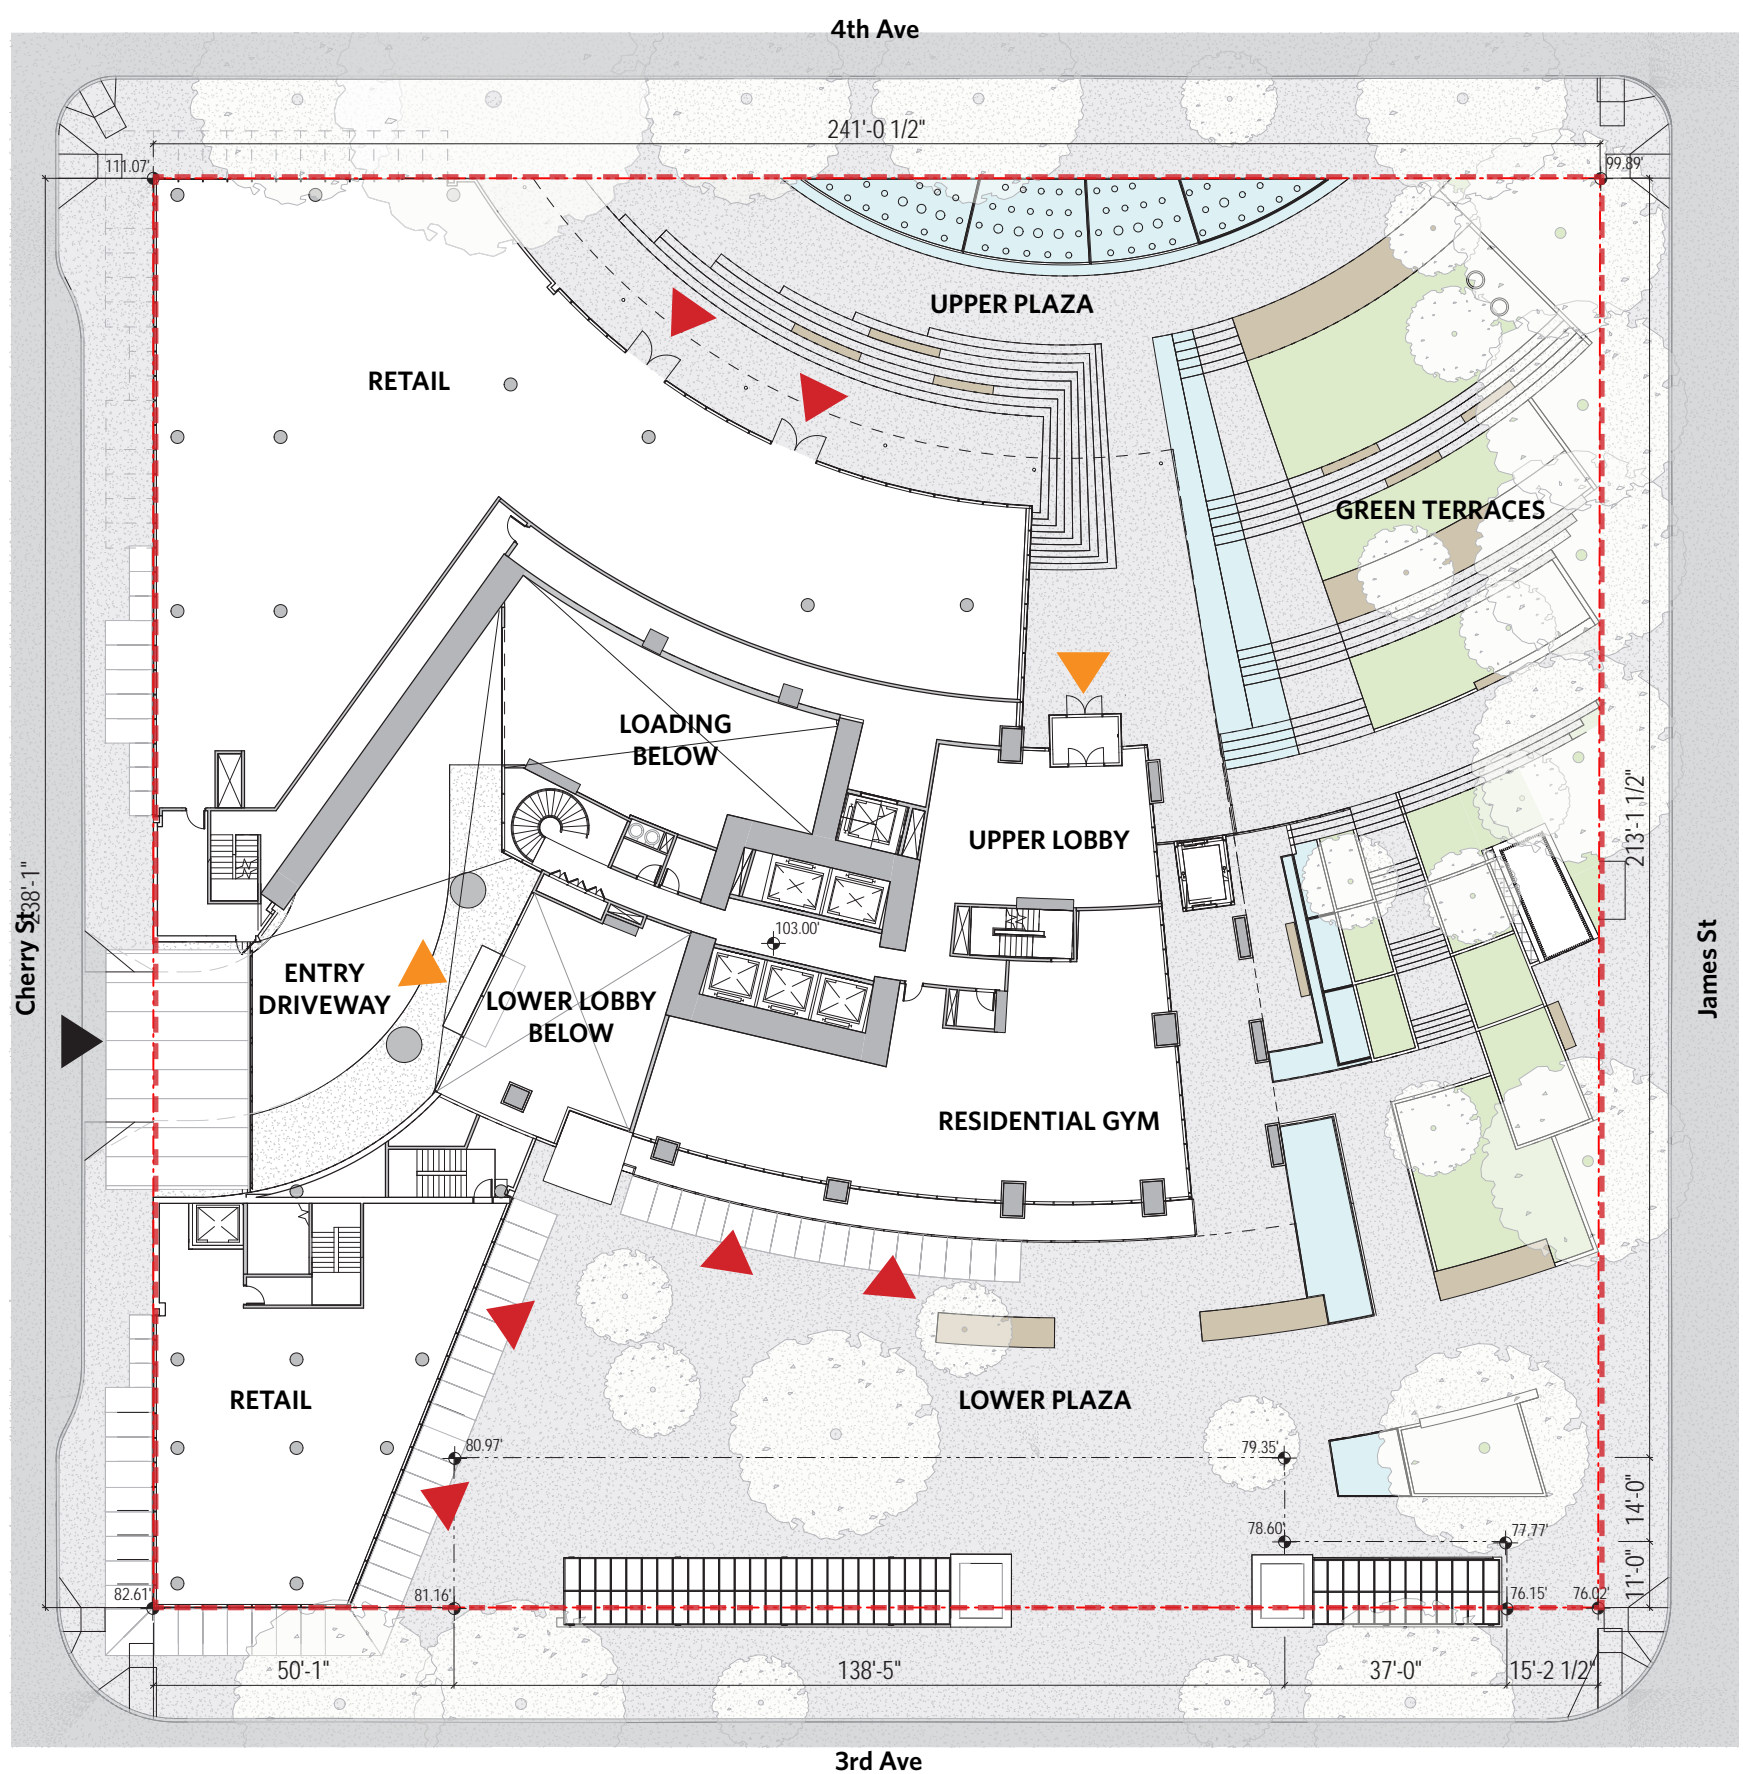 4th Ave
241'-0 1/2"
111.07'
99.89'
UPPER PLAZA
RETAIL
GREEN TERRACES
LOADING
BELOW
UPPER LOBBY
213'-1 1/2"
238'-1"
Cherry St
103.00'
ENTRY
DRIVEWAY
LOWER LOBBY
BELOW
James St
RESIDENTIAL GYM
RETAIL
LOWER PLAZA
80.97'
79.35'
14'-0"
78.60'
77.77'
11'-0"
82.61'
81.16'
76.15'
76.02'
50'-1"
138'-5"
37'-0"
15'-2 1/2"
3rd Ave